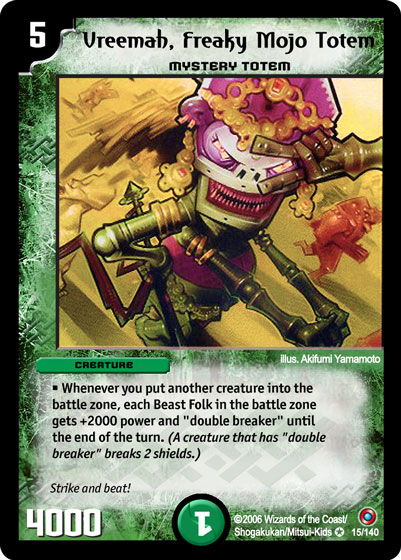 5
Vreemah, Freaky Mojo Totem
MYSTERY TOTEM
illus. Akifumi Yamamoto
CREATURE
▪ Whenever you put another creature into the
battle zone, each Beast Folk in the battle zone
gets +2000 power and "double breaker" until
the end of the turn. (A creature that has "double
breaker" breaks 2 shields.)
Strike and beat!
4000
1
©2006 Wizards of the Coast/
Shogakukan/Mitsui-Kids ✪ 15/140